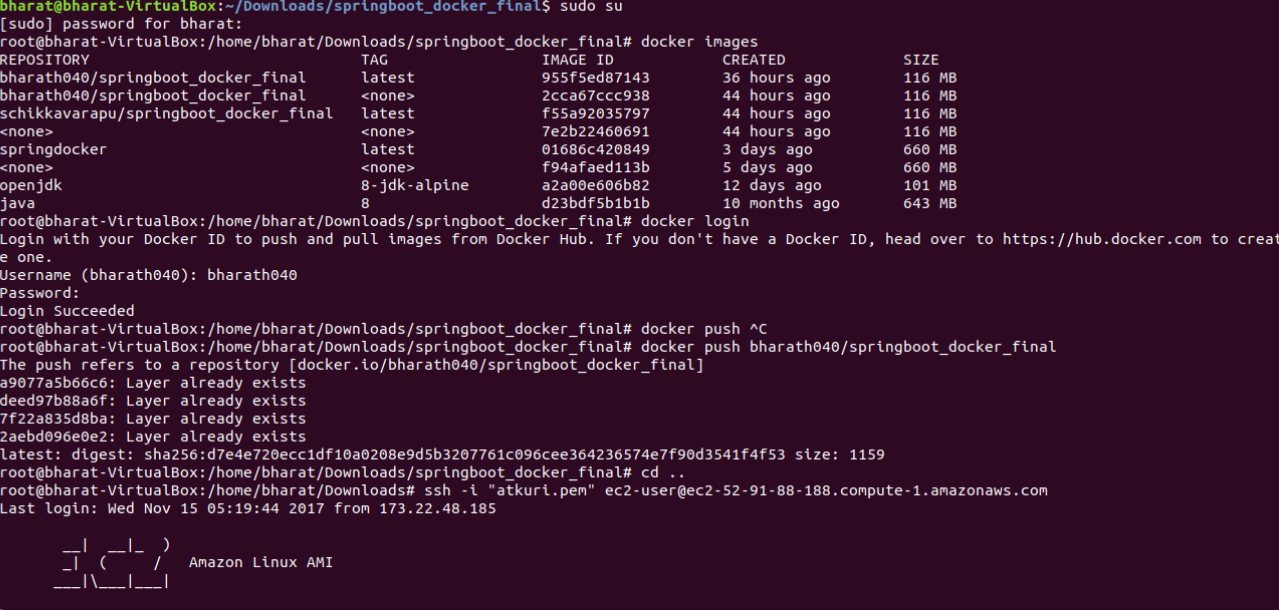 bharat@bharat-VirtualBox:~/Downloads/springboot_docker_final$ sudo su
[sudo] password for bharat:
root@bharat-VirtualBox:/home/bharat/Downloads/springboot_docker_final# docker images
REPOSITORY                              TAG                 IMAGE ID            CREATED             SIZE
bharath040/springboot_docker_final      latest              955f5ed87143        36 hours ago        116 MB
bharath040/springboot_docker_final      <none>              2cca67ccc938        44 hours ago        116 MB
schikkavarapu/springboot_docker_final   latest              f55a92035797        44 hours ago        116 MB
<none>                                  <none>              7e2b22460691        44 hours ago        116 MB
springdocker                            latest              01686c420849        3 days ago          660 MB
<none>                                  <none>              f94afaed113b        5 days ago          660 MB
openjdk                                 8-jdk-alpine        a2a00e606b82        12 days ago         101 MB
java                                    8                   d23bdf5b1b1b        10 months ago       643 MB
root@bharat-VirtualBox:/home/bharat/Downloads/springboot_docker_final# docker login
Login with your Docker ID to push and pull images from Docker Hub. If you don't have a Docker ID, head over to https://hub.docker.com to creat
e one.
Username (bharath040): bharath040
Password:
Login Succeeded
root@bharat-VirtualBox:/home/bharat/Downloads/springboot_docker_final# docker push ^C
root@bharat-VirtualBox:/home/bharat/Downloads/springboot_docker_final# docker push bharath040/springboot_docker_final
The push refers to a repository [docker.io/bharath040/springboot_docker_final]
a9077a5b66c6: Layer already exists
deed97b88a6f: Layer already exists
7f22a835d8ba: Layer already exists
2aebd096e0e2: Layer already exists
latest: digest: sha256:d7e4e720ecc1df10a0208e9d5b3207761c096cee364236574e7f90d3541f4f53 size: 1159
root@bharat-VirtualBox:/home/bharat/Downloads/springboot_docker_final# cd ..
root@bharat-VirtualBox:/home/bharat/Downloads# ssh -i "atkuri.pem" ec2-user@ec2-52-91-88-188.compute-1.amazonaws.com
Last login: Wed Nov 15 05:19:44 2017 from 173.22.48.185
       __|  __|_  )
       _|  (     /   Amazon Linux AMI
      ___|\___|___|